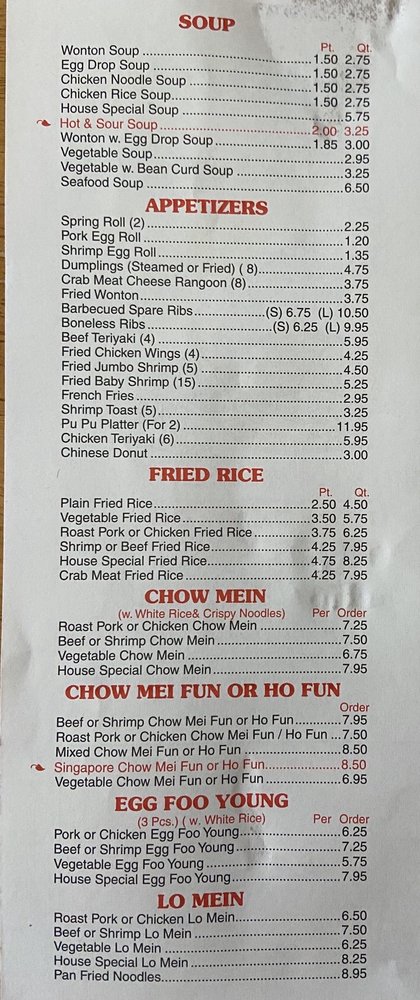 SOUP
Pt. Qt.
Wonton Soup 1.50 2.75
Egg Drop Soup 1.50 2.75
Chicken Noodle Soup 1.50 2.75
Chicken Rice Soup 1.50 2.75
House Special Soup 5.75
Hot & Sour Soup 2.00 3.25
Wonton w. Egg Drop Soup 1.85 3.00
Vegetable Soup 2.95
Vegetable w. Bean Curd Soup 3.25
Seafood Soup 6.50
APPETIZERS
Spring Roll (2) 2.25
Pork Egg Roll 1.20
Shrimp Egg Roll 1.35
Dumplings (Steamed or Fried) ( 8) 4.75
Crab Meat Cheese Rangoon (8) 3.75
Fried Wonton 3.75
Barbecued Spare Ribs (S) 6.75 (L) 10.50
Boneless Ribs (S) 6.25 (L) 9.95
Beef Teriyaki (4) 5.95
Fried Chicken Wings (4) 4.25
Fried Jumbo Shrimp (5) 4.50
Fried Baby Shrimp (15) 5.25
French Fries 2.95
Shrimp Toast (5) 3.25
Pu Pu Platter (For 2) 11.95
Chicken Teriyaki (6) 5.95
Chinese Donut 3.00
FRIED RICE
Pt. Qt.
Plain Fried Rice 2.50 4.50
Vegetable Fried Rice 3.50 5.75
Roast Pork or Chicken Fried Rice 3.75 6.25
Shrimp or Beef Fried Rice 4.25 7.95
House Special Fried Rice 4.75 8.25
Crab Meat Fried Rice 4.25 7.95
CHOW MEIN
(w. White Rice& Crispy Noodles) Per Order
Roast Pork or Chicken Chow Mein 7.25
Beef or Shrimp Chow Mein 7.50
Vegetable Chow Mein 6.75
House Special Chow Mein 7.95
CHOW MEI FUN OR HO FUN
Order
Beef or Shrimp Chow Mei Fun or Ho Fun 7.95
Roast Pork or Chicken Chow Mei Fun / Ho Fun 7.50
Mixed Chow Mei Fun or Ho Fun 8.50
Singapore Chow Mei Fun or Ho Fun 8.50
Vegetable Chow Mei Fun or Ho Fun 6.95
EGG FOO YOUNG
(3 Pcs.) ( w. White Rice) Per Order
Pork or Chicken Egg Foo Young 6.25
Beef or Shrimp Egg Foo Young 7.25
Vegetable Egg Foo Young 5.75
House Special Egg Foo Young 7.95
LO MEIN
Roast Pork or Chicken Lo Mein 6.50
Beef or Shrimp Lo Mein 7.50
Vegetable Lo Mein 6.25
House Special Lo Mein 8.25
Pan Fried Noodles 8.95